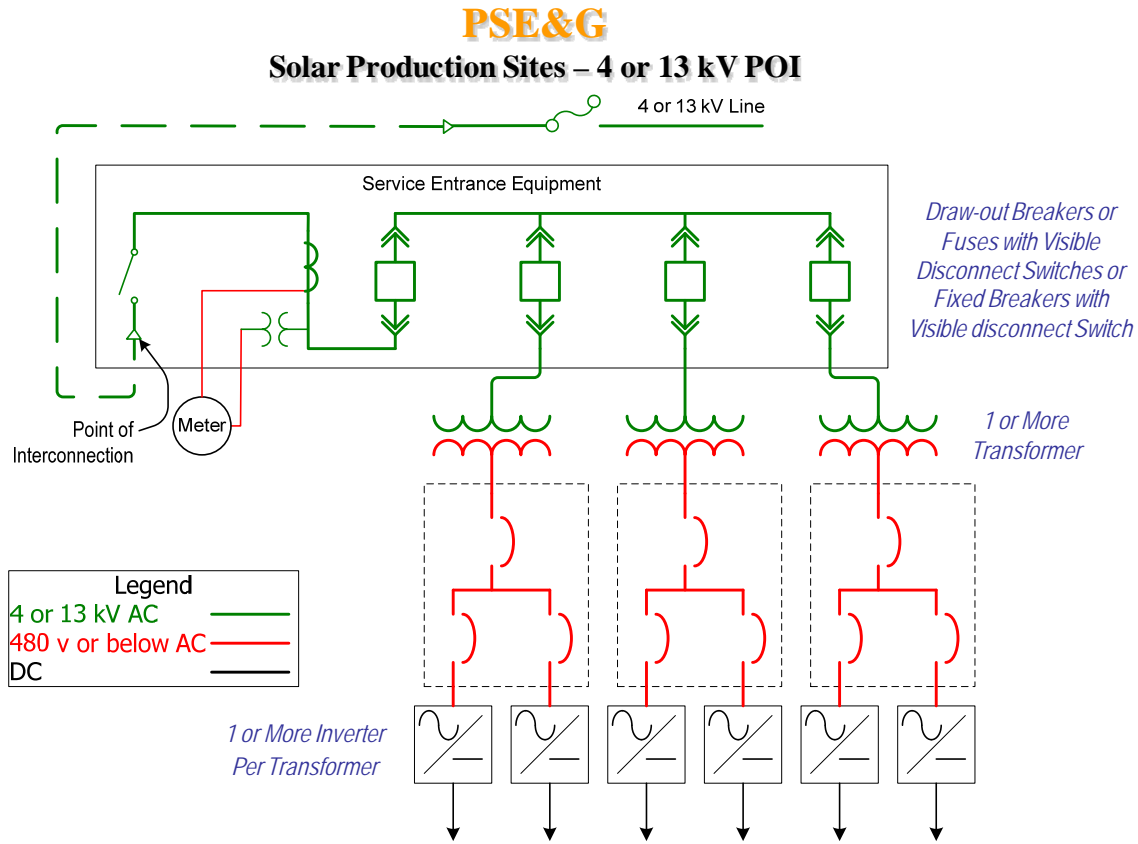 PSE&G
Solar Production Sites – 4 or 13 kV POI
4 or 13 kV Line
Service Entrance Equipment
Draw-out Breakers or
Fuses with Visible
Disconnect Switches or
Fixed Breakers with
Visible disconnect Switch
Meter
Point of
Interconnection
1 or More
Transformer
Legend
4 or 13 kV AC
480 v or below AC
DC
1 or More Inverter
Per Transformer